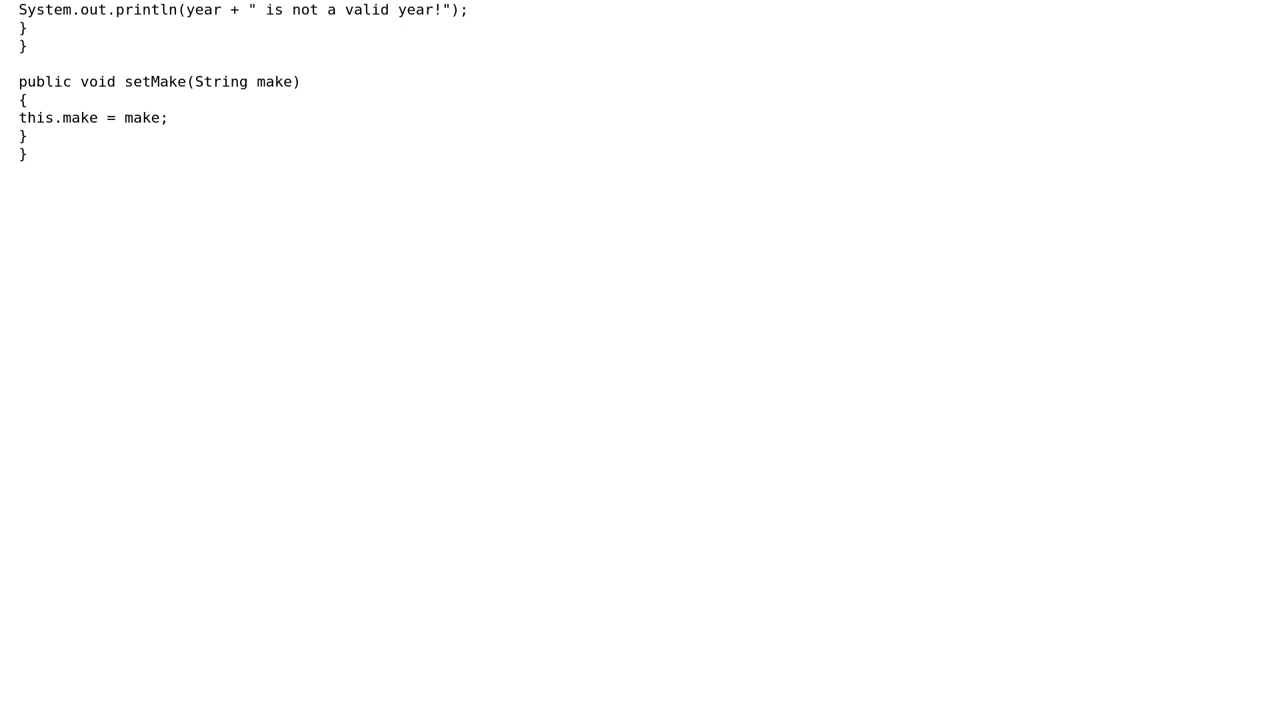 System.out.println(year + " is not a valid year!");
}
}

public void setMake(String make)
{
this.make = make;
}
}